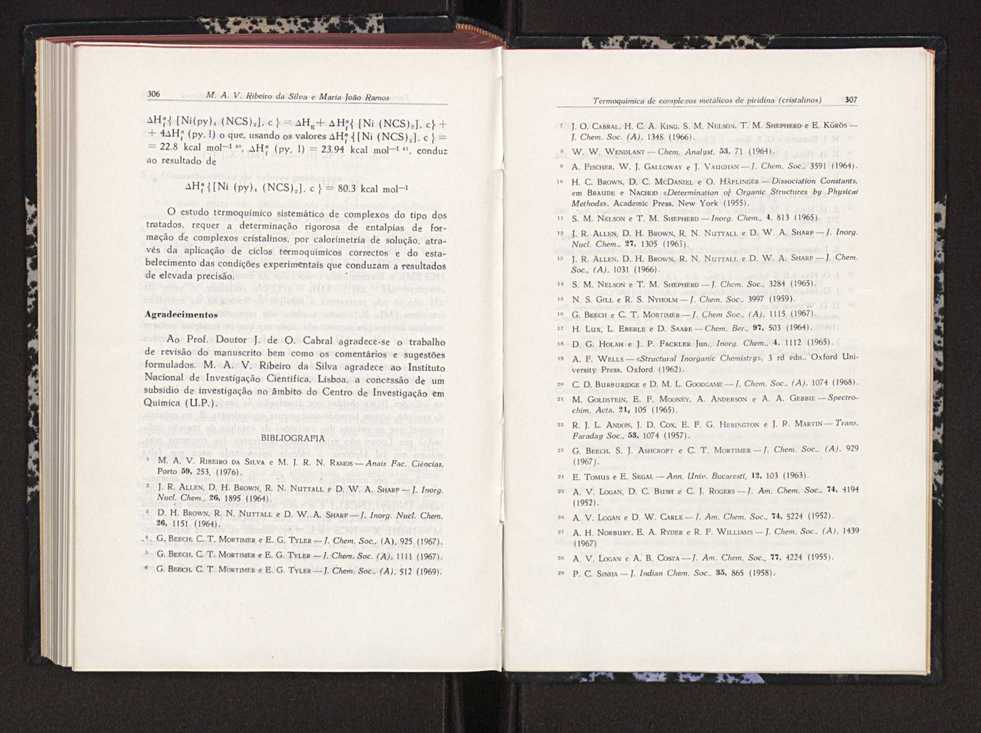 306 M. A. V. Ribeiro da Silva e Maria João Ramos
ΔH°f { [Ni(py)₄ (NCS)₂], c } = ΔHR + ΔH°f { [Ni (NCS)₂], c} +
+ 4ΔH°f (py, l) o que, usando os valores ΔH°f { [Ni (NCS)₂], c } =
= 22.8 kcal mol⁻¹ ⁴⁰, ΔH°f (py, l) = 23.94 kcal mol⁻¹ ⁴¹, conduz
ao resultado de
ΔH°f { [Ni (py)₄ (NCS)₂], c } = 80.3 kcal mol⁻¹
O estudo termoquímico sistemático de complexos do tipo dos
tratados, requer a determinação rigorosa de entalpias de for-
mação de complexos cristalinos, por calorimetria de solução, atra-
vés da aplicação de ciclos termoquímicos correctos e do esta-
belecimento das condições experimentais que conduzam a resultados
de elevada precisão.
Agradecimentos
Ao Prof. Doutor J. de O. Cabral agradece-se o trabalho
de revisão do manuscrito bem como os comentários e sugestões
formulados. M. A. V. Ribeiro da Silva agradece ao Instituto
Nacional de Investigação Científica, Lisboa, a concessão de um
subsídio de investigação no âmbito do Centro de Investigação em
Química (U.P.).
BIBLIOGRAFIA
¹ M. A. V. RIBEIRO DA SILVA e M. J. R. N. RAMOS — Anais Fac. Ciências,
Porto 59, 253, (1976).
² J. R. ALLEN, D. H. BROWN, R. N. NUTTALL e D. W. A. SHARP — J. Inorg.
Nucl. Chem., 26, 1895 (1964).
³ D. H. BROWN, R. N. NUTTALL e D. W. A. SHARP — J. Inorg. Nucl. Chem.
26, 1151 (1964).
⁴ G. BEECH, C. T. MORTIMER e E. G. TYLER — J. Chem. Soc., (A), 925 (1967).
⁵ G. BEECH, C. T. MORTIMER e E. G. TYLER — J. Chem. Soc. (A), 1111 (1967).
⁶ G. BEECH, C. T. MORTIMER e E. G. TYLER — J. Chem. Soc., (A), 512 (1969).
Termoquímica de complexos metálicos de piridina (cristalinos) 307
⁷ J. O. CABRAL, H. C. A. KING, S. M. NELSON, T. M. SHEPHERD e E. KÖRÖS —
J. Chem. Soc. (A), 1348 (1966).
⁸ W. W. WENDLANT — Chem. Analyst, 53, 71 (1964).
⁹ A. FISCHER, W. J. GALLOWAY e J. VAUGHAN — J. Chem. Soc., 3591 (1964).
¹⁰ H. C. BROWN, D. C. MCDANIEL e O. HÄFLINGER — Dissociation Constants,
em BRAUDE e NACHOD «Determination of Organic Structures by Physical
Methods», Academic Press, New York (1955).
¹¹ S. M. NELSON e T. M. SHEPHERD — Inorg. Chem., 4, 813 (1965).
¹² J. R. ALLEN, D. H. BROWN, R. N. NUTTALL e D. W. A. SHARP — J. Inorg.
Nucl. Chem., 27, 1305 (1965).
¹³ J. R. ALLEN, D. H. BROWN, R. N. NUTTALL e D. W. A. SHARP — J. Chem.
Soc., (A), 1031 (1966).
¹⁴ S. M. NELSON e T. M. SHEPHERD — J. Chem. Soc., 3284 (1965).
¹⁵ N. S. GILL e R. S. NYHOLM — J. Chem. Soc., 3997 (1959).
¹⁶ G. BEECH e C. T. MORTIMER — J. Chem Soc., (A), 1115 (1967).
¹⁷ H. LUX, L. EBERLE e D. SAARE — Chem. Ber., 97, 503 (1964).
¹⁸ D. G. HOLAH e J. P. FACKLER Jun., Inorg. Chem., 4, 1112 (1965).
¹⁹ A. F. WELLS — «Structural Inorganic Chemistry», 3 rd edn., Oxford Uni-
versity Press, Oxford (1962).
²⁰ C. D. BURBURIDGE e D. M. L. GOODGAME — J. Chem. Soc., (A), 1074 (1968).
²¹ M. GOLDSTEIN, E. F. MOONEY, A. ANDERSON e A. A. GEBBIE — Spectro-
chim. Acta, 21, 105 (1965).
²² R. J. L. ANDON, J. D. COX, E. F. G. HERINGTON e J. R. MARTIN — Trans.
Faraday Soc., 53, 1074 (1957).
²³ G. BEECH, S. J. ASHCROFT e C. T. MORTIMER — J. Chem. Soc., (A), 929
(1967).
²⁴ E. TOMUS e E. SEGAL — Ann. Univ. Bucaresti, 12, 103 (1963).
²⁵ A. V. LOGAN, D. C. BUSH e C. J. ROGERS — J. Am. Chem. Soc., 74, 4194
(1952).
²⁶ A. V. LOGAN e D. W. CARLE — J. Am. Chem. Soc., 74, 5224 (1952).
²⁷ A. H. NORBURY, E. A. RYDER e R. F. WILLIAMS — J. Chem. Soc., (A), 1439
(1967)
²⁸ A. V. LOGAN e A. B. COSTA — J. Am. Chem. Soc., 77, 4224 (1955).
²⁹ P. C. SINHA — J. Indian Chem. Soc., 35, 865 (1958).